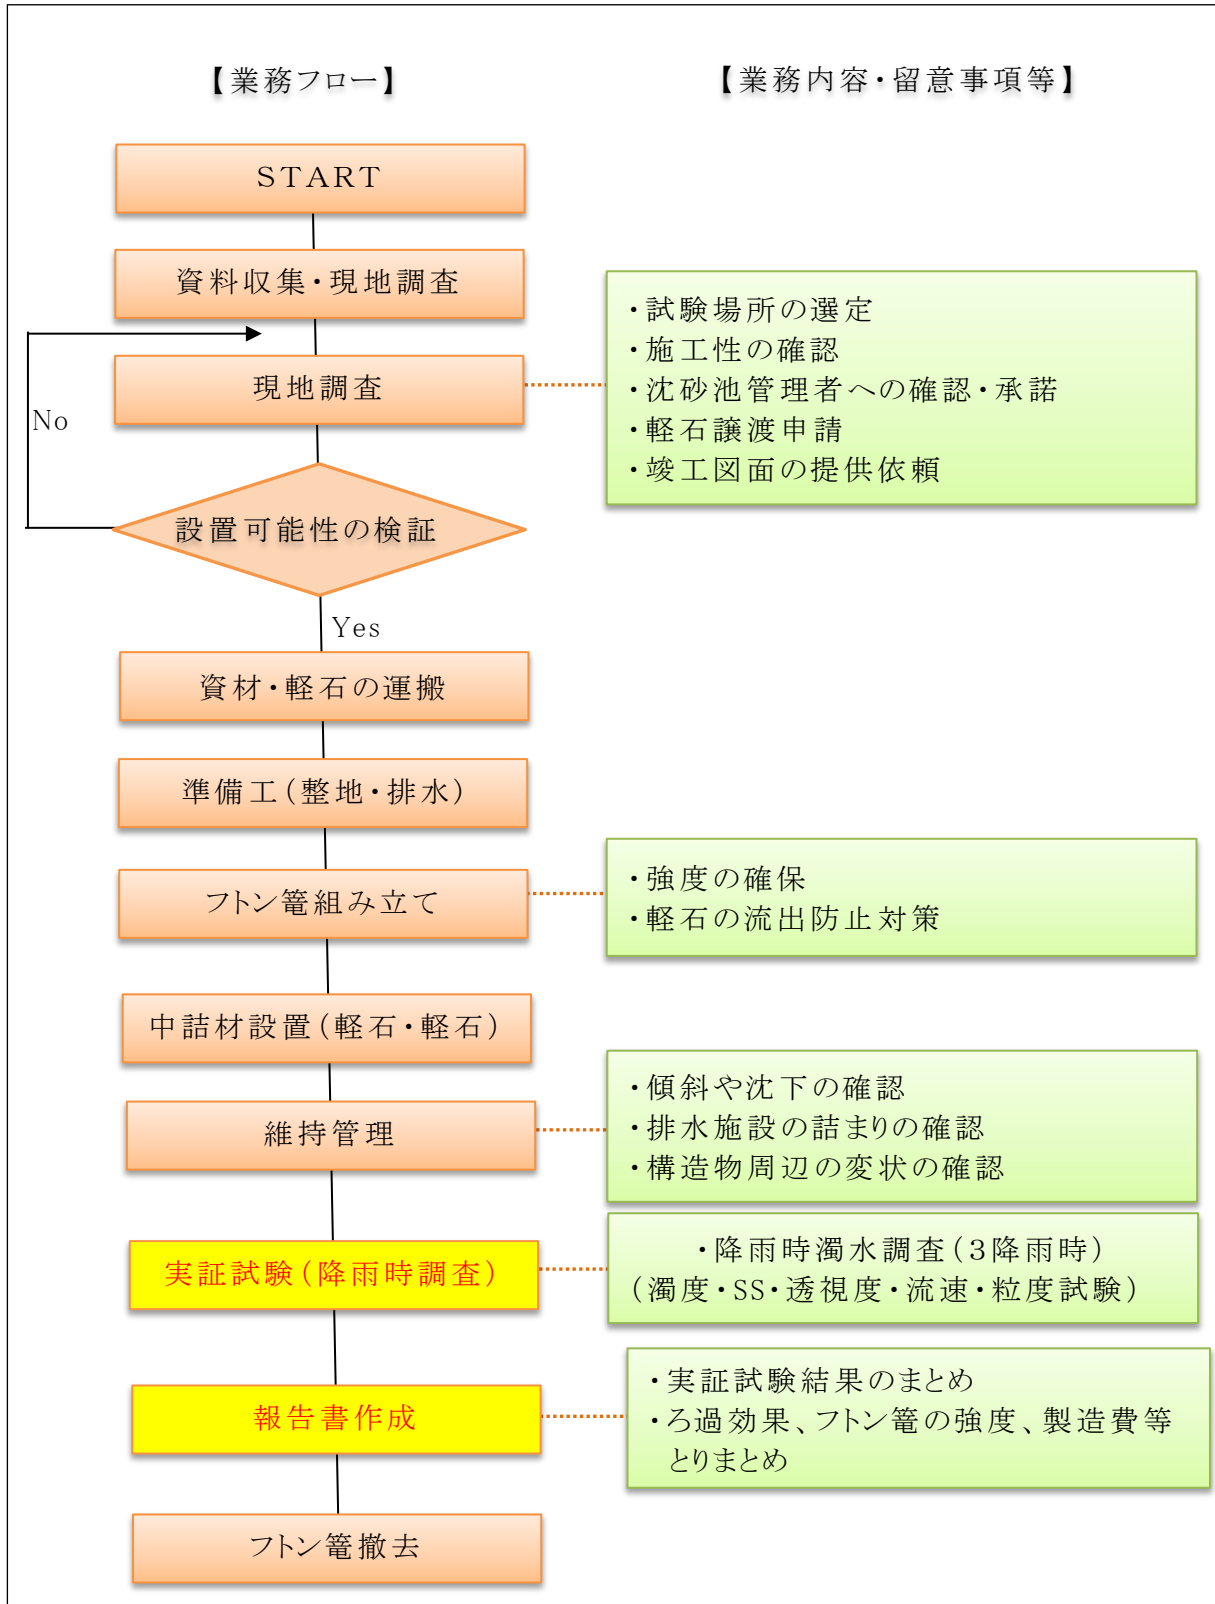 【業務フロー】
【業務内容・留意事項等】
START
資料収集・現地調査
現地調査
・試験場所の選定
・施工性の確認
・沈砂池管理者への確認・承諾
・軽石譲渡申請
・竣工図面の提供依頼
No
設置可能性の検証
Yes
資材・軽石の運搬
準備工(整地・排水)
フトン篭組み立て
・強度の確保
・軽石の流出防止対策
中詰材設置(軽石・軽石)
維持管理
・傾斜や沈下の確認
・排水施設の詰まりの確認
・構造物周辺の変状の確認
実証試験(降雨時調査)
・降雨時濁水調査(3降雨時)
(濁度・SS・透視度・流速・粒度試験)
報告書作成
・実証試験結果のまとめ
・ろ過効果、フトン篭の強度、製造費等
とりまとめ
フトン篭撤去